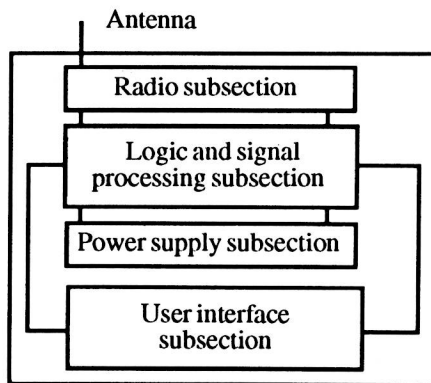 Antenna
Radio subsection
Logic and signal
processing subsection
Power supply subsection
User interface
subsection